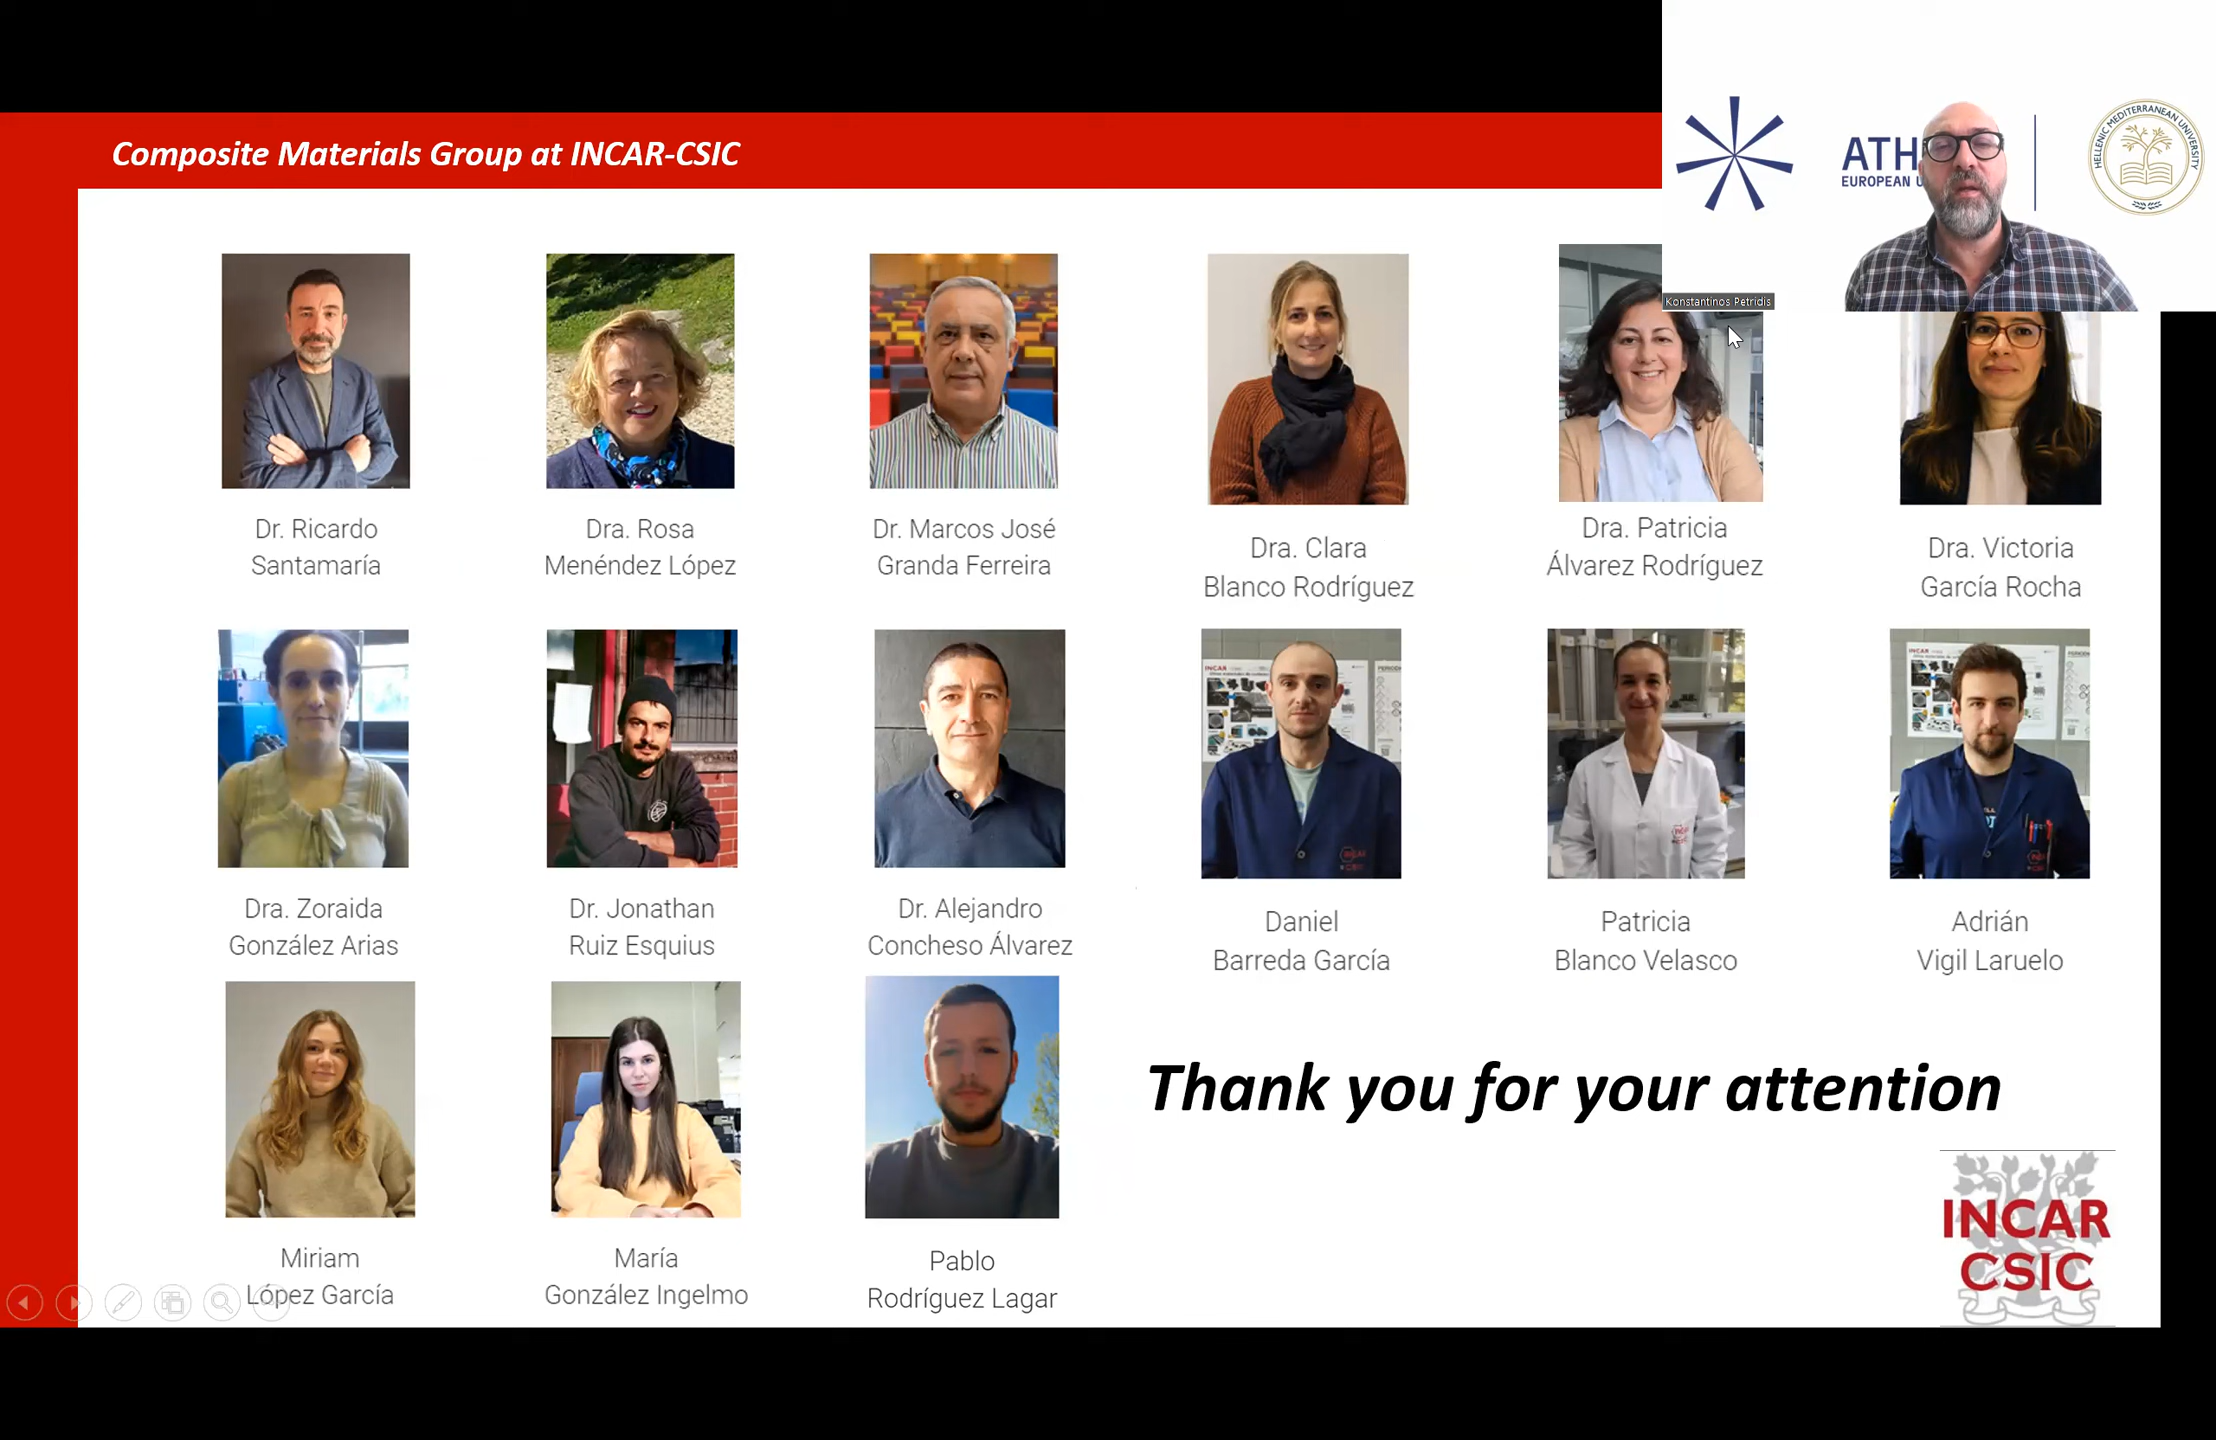 Composite Materials Group at INCAR-CSIC
ATH
EUROPEAN U
HELLENIC MEDITERRANEAN UNIVERSITY
Konstantinos Petridis
Dr. Ricardo
Santamaría
Dra. Rosa
Menéndez López
Dr. Marcos José
Granda Ferreira
Dra. Clara
Blanco Rodríguez
Dra. Patricia
Álvarez Rodríguez
Dra. Victoria
García Rocha
Dra. Zoraida
González Arias
Dr. Jonathan
Ruiz Esquius
Dr. Alejandro
Concheso Álvarez
Daniel
Barreda García
Patricia
Blanco Velasco
Adrián
Vigil Laruelo
Miriam
López García
María
González Ingelmo
Pablo
Rodríguez Lagar
Thank you for your attention
INCAR
CSIC